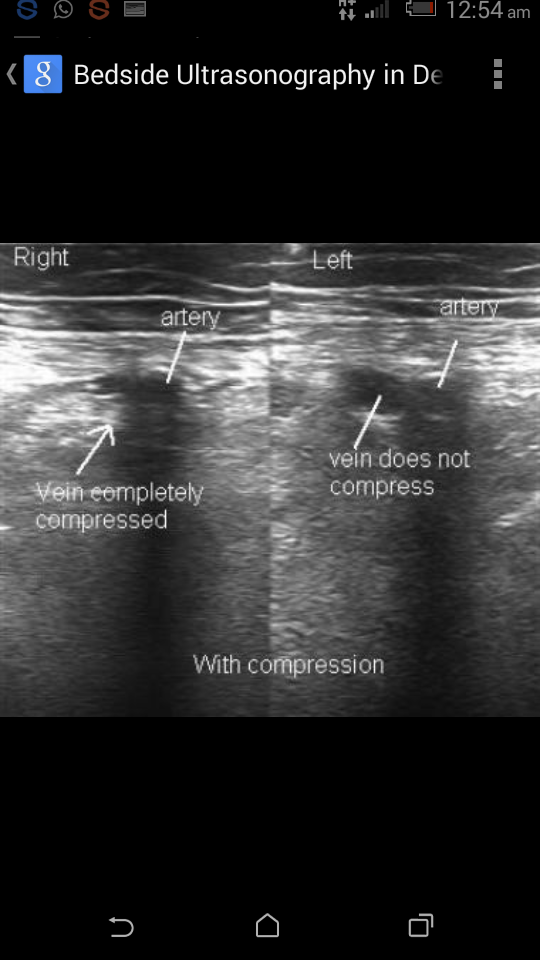 12:54 am
Bedside Ultrasonography in De
Right
Left
artery
artery
vein does not
compress
Vein completely
compressed
With compression